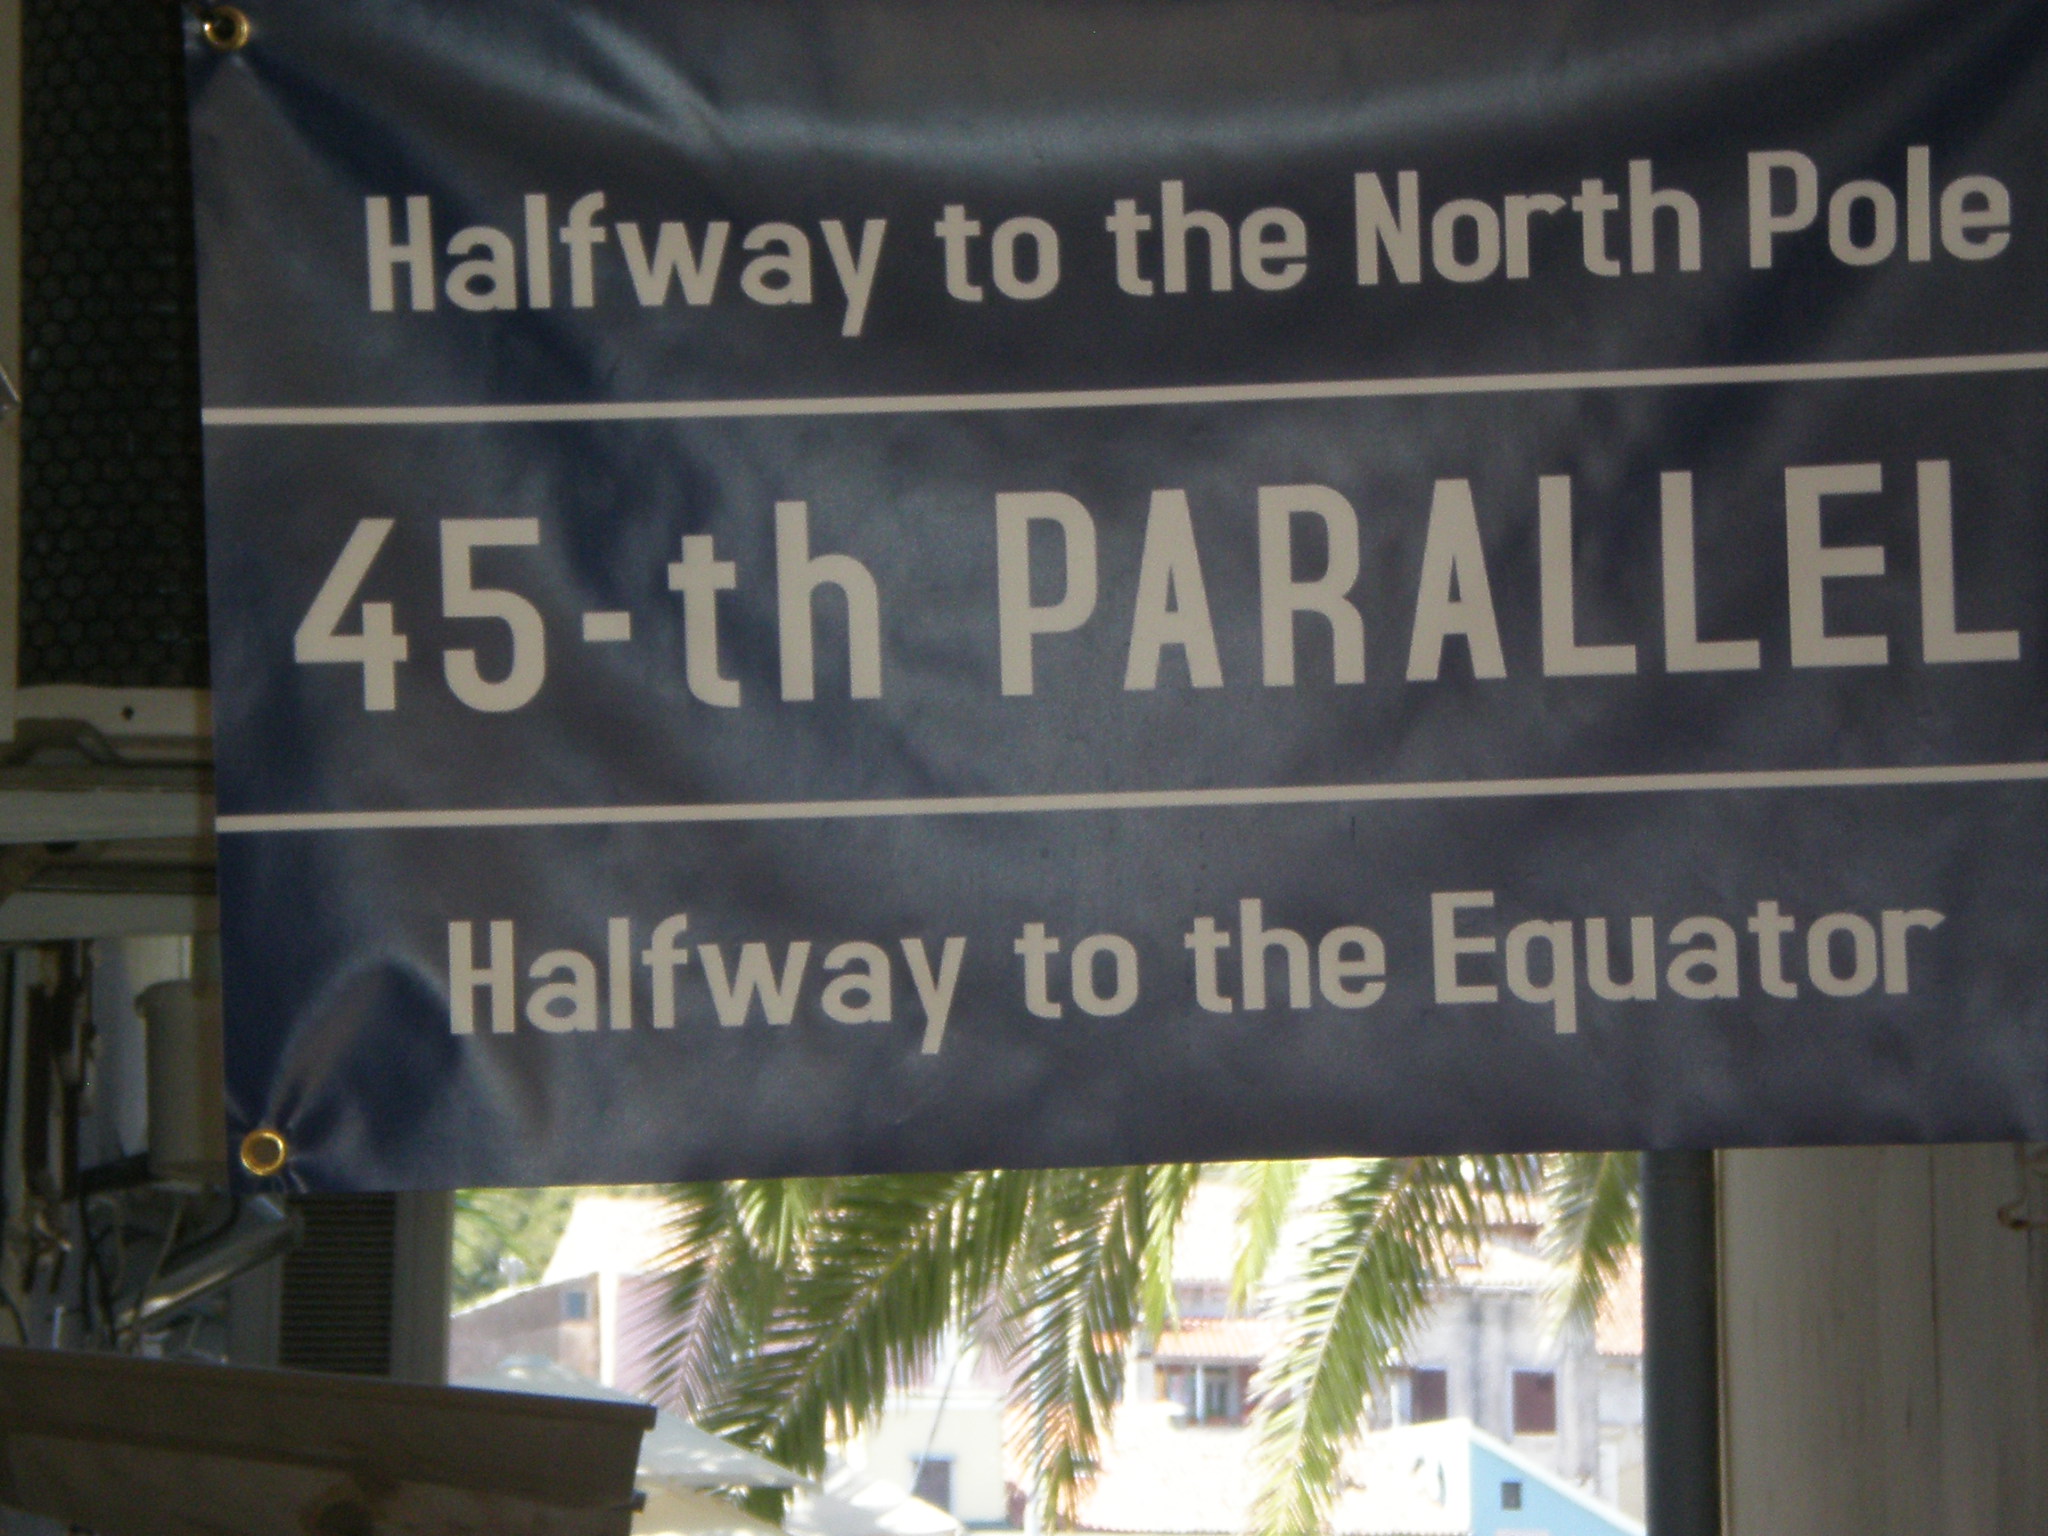 Halfway to the North Pole
45-th PARALLEL
Halfway to the Equator